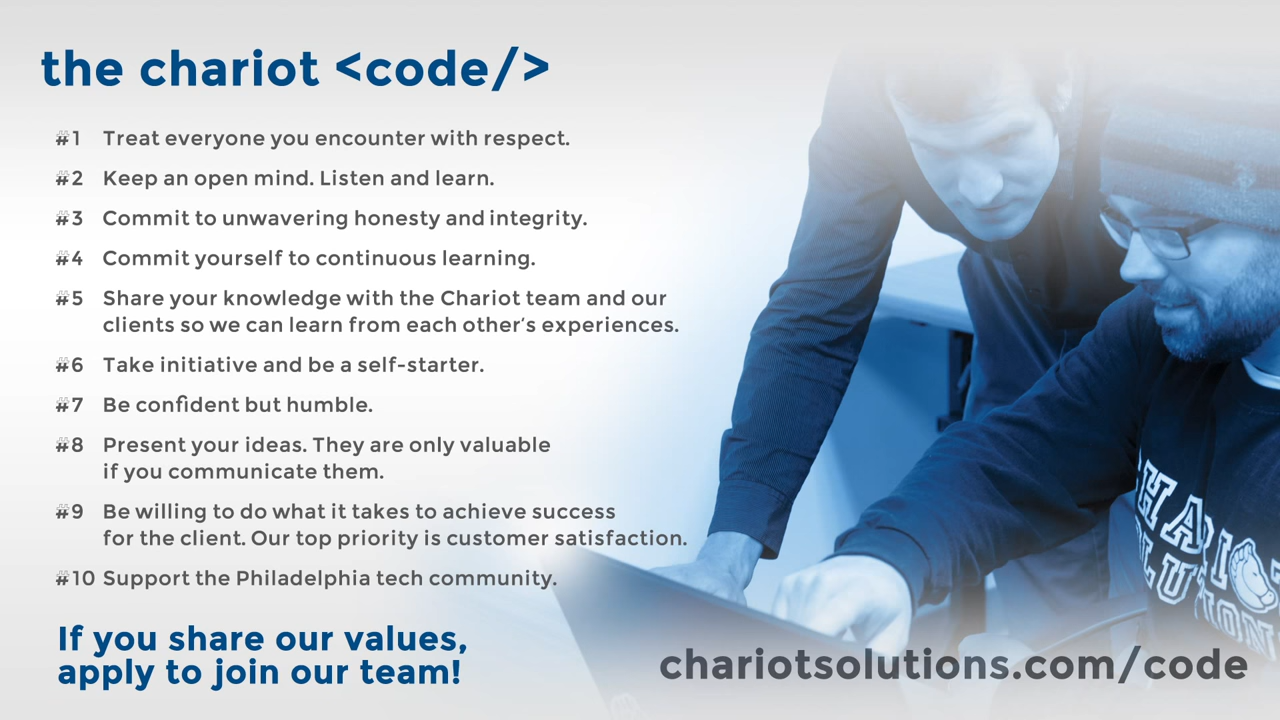 the chariot <code/>
#1 Treat everyone you encounter with respect.
#2 Keep an open mind. Listen and learn.
#3 Commit to unwavering honesty and integrity.
#4 Commit yourself to continuous learning.
#5 Share your knowledge with the Chariot team and our
clients so we can learn from each other's experiences.
#6 Take initiative and be a self-starter.
#7 Be confident but humble.
#8 Present your ideas. They are only valuable
if you communicate them.
#9 Be willing to do what it takes to achieve success
for the client. Our top priority is customer satisfaction.
#10 Support the Philadelphia tech community.
If you share our values,
apply to join our team!
chariotsolutions.com/code